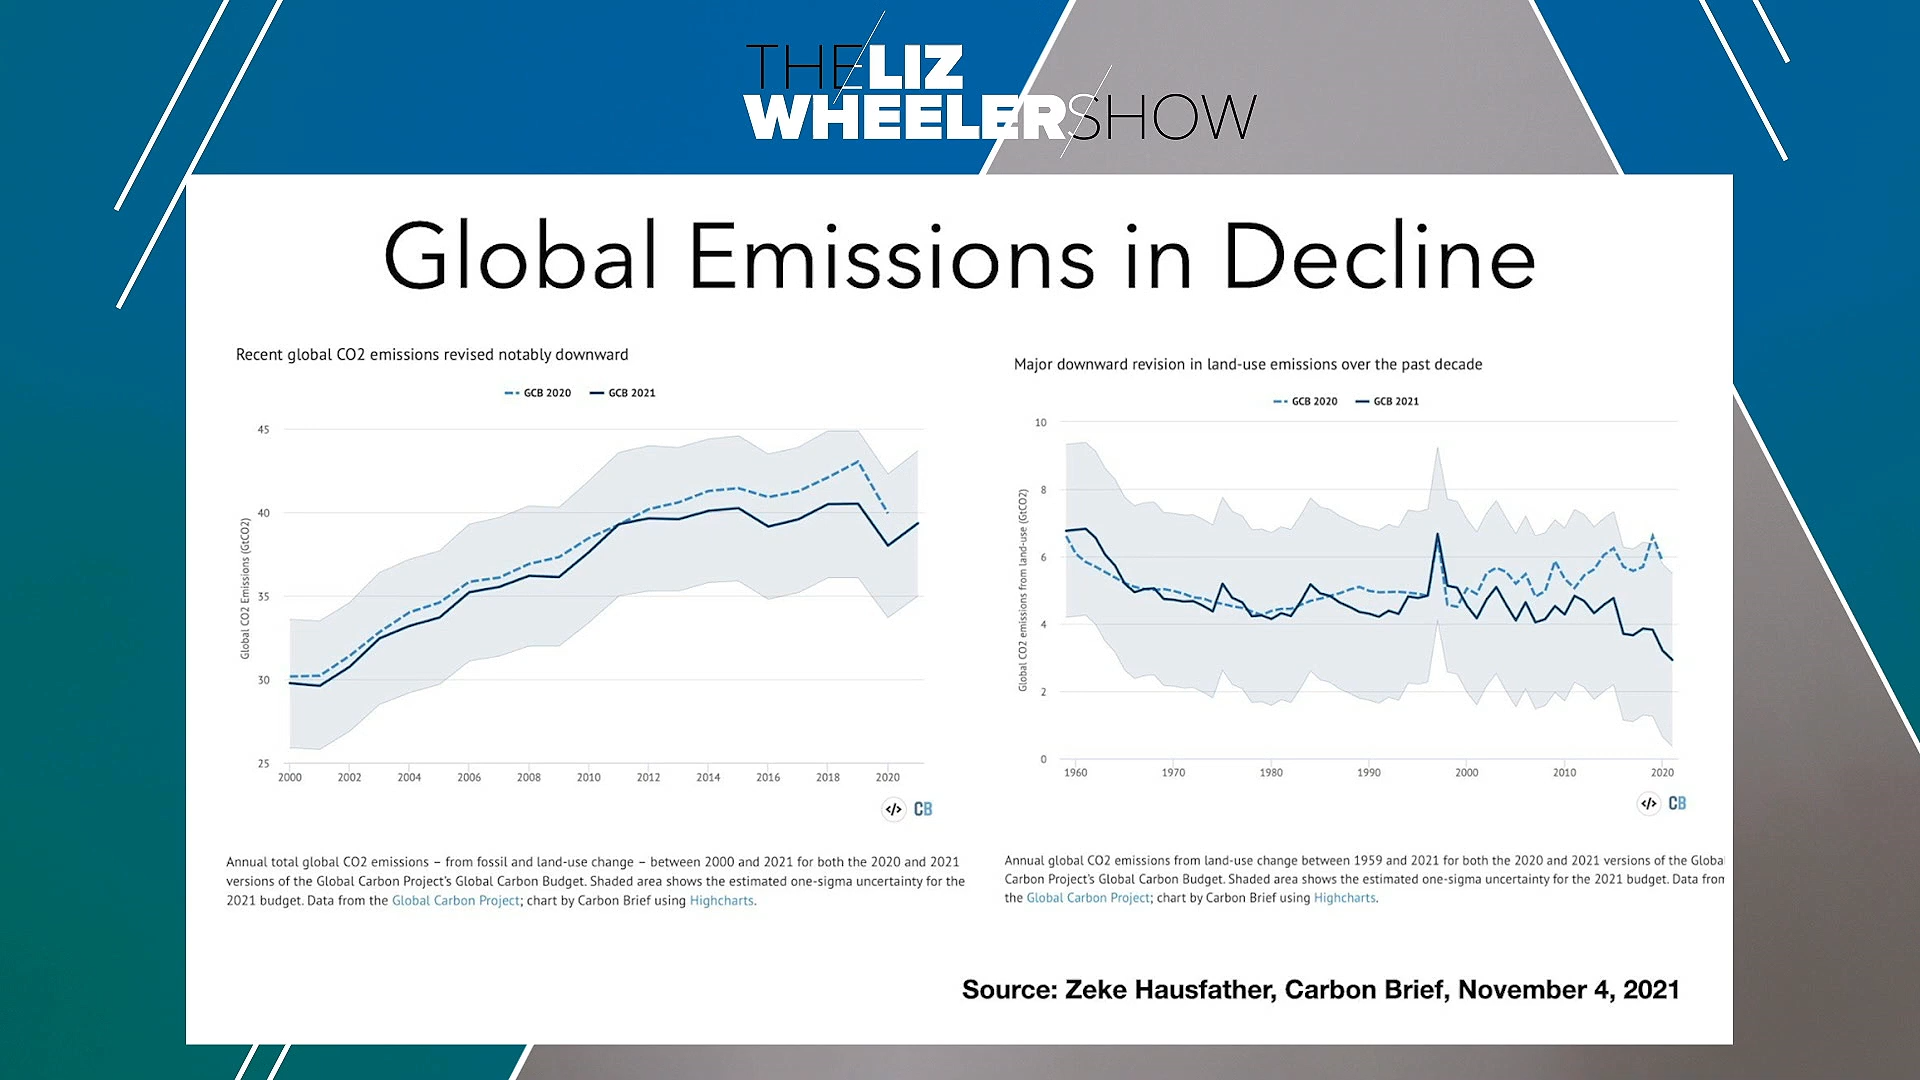 THE LIZ
WHEELER SHOW
Global Emissions in Decline
Recent global CO2 emissions revised notably downward
GCB 2020 GCB 2021
Global CO2 Emissions (GtCO2)
45
40
35
30
25
2000 2002 2004 2006 2008 2010 2012 2014 2016 2018 2020
</> CB
Annual total global CO2 emissions – from fossil and land-use change – between 2000 and 2021 for both the 2020 and 2021
versions of the Global Carbon Project's Global Carbon Budget. Shaded area shows the estimated one-sigma uncertainty for the
2021 budget. Data from the Global Carbon Project; chart by Carbon Brief using Highcharts.
Major downward revision in land-use emissions over the past decade
GCB 2020 GCB 2021
Global CO2 emissions from land-use (GtCO2)
10
8
6
4
2
0
1960 1970 1980 1990 2000 2010 2020
</> CB
Annual global CO2 emissions from land-use change between 1959 and 2021 for both the 2020 and 2021 versions of the Globa
Carbon Project's Global Carbon Budget. Shaded area shows the estimated one-sigma uncertainty for the 2021 budget. Data from
the Global Carbon Project; chart by Carbon Brief using Highcharts.
Source: Zeke Hausfather, Carbon Brief, November 4, 2021